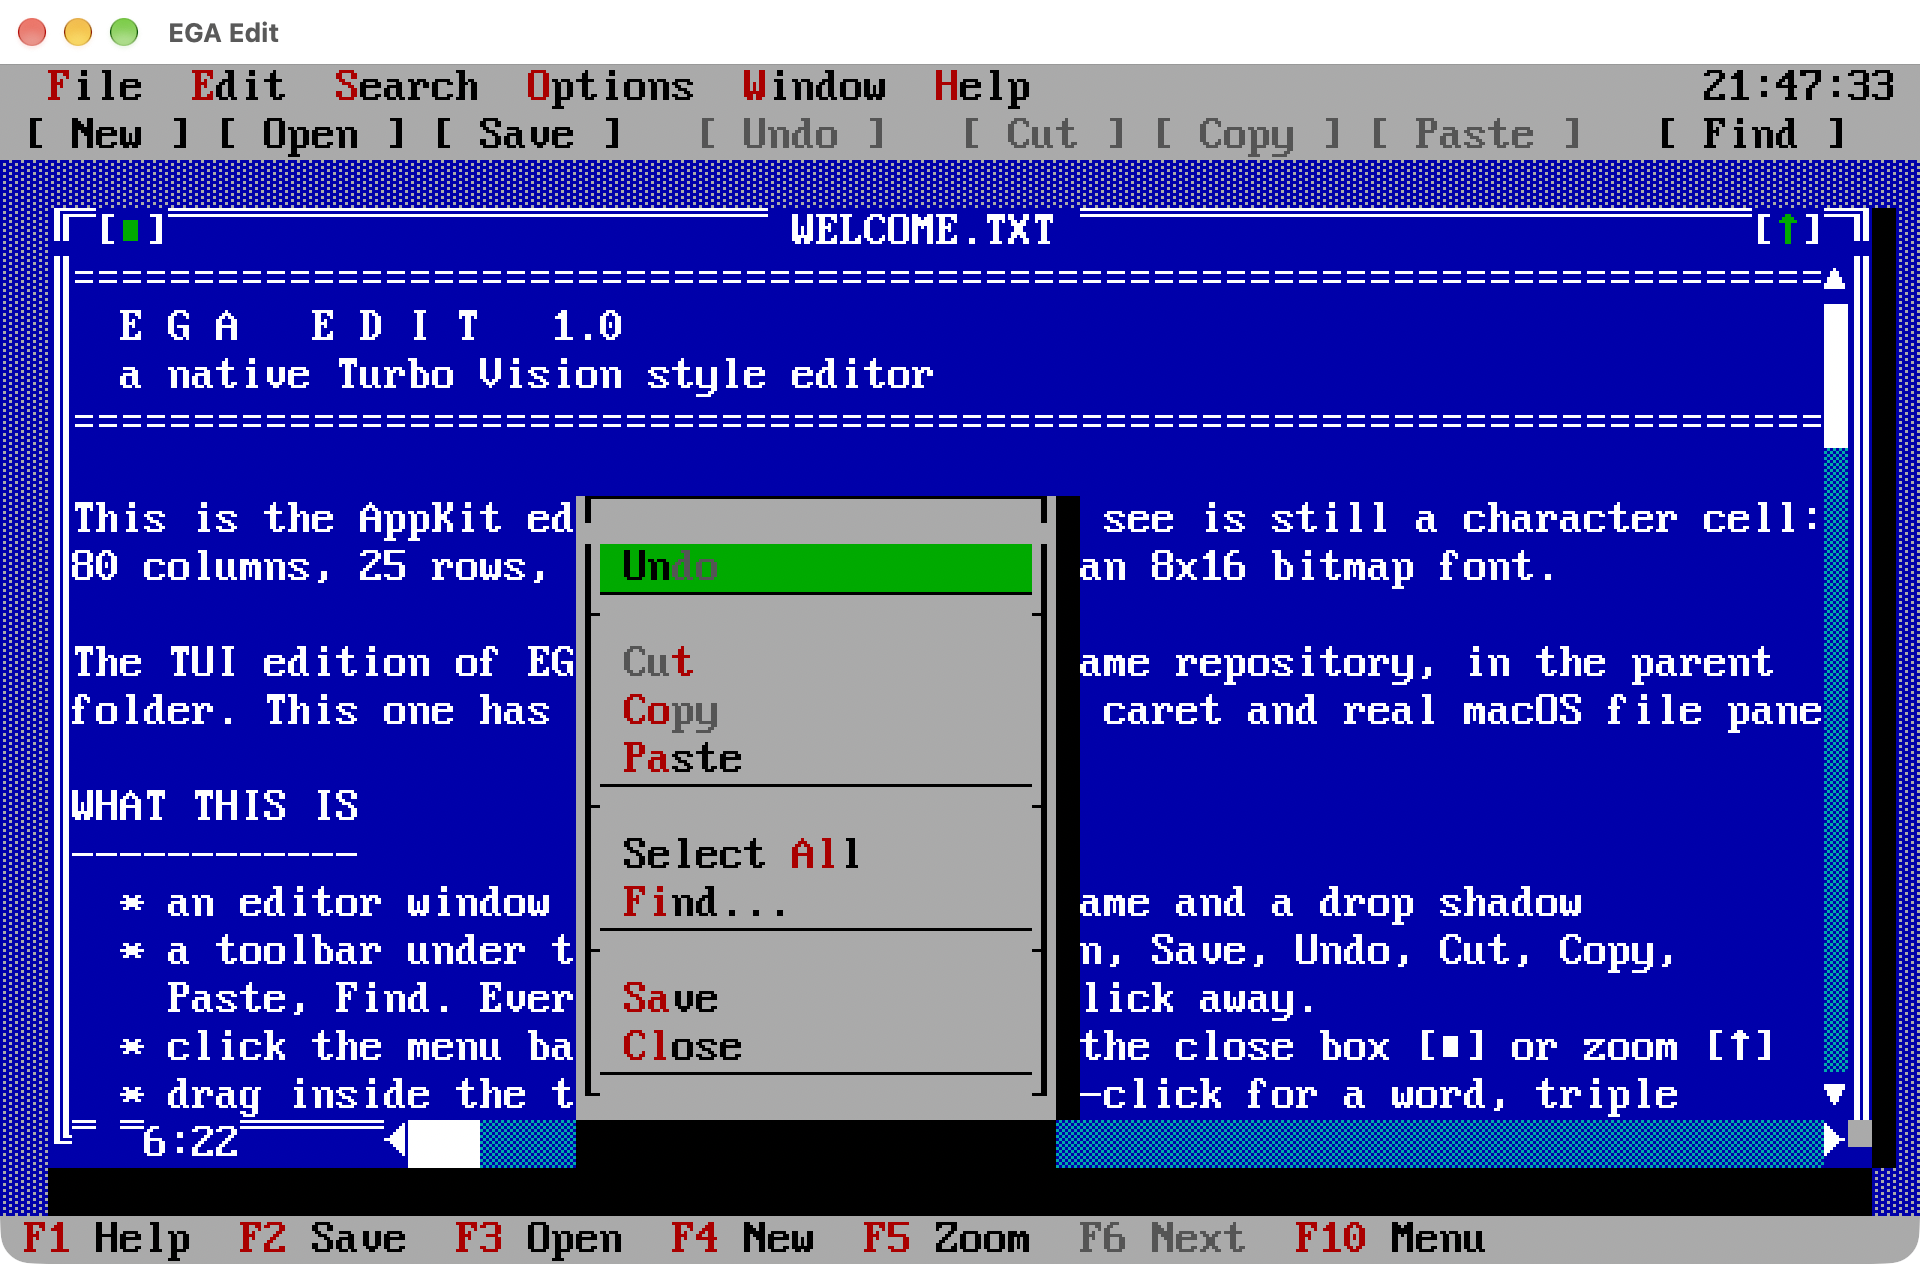 EGA Edit
File Edit Search Options Window Help 21:47:33
[ New ] [ Open ] [ Save ] [ Undo ] [ Cut ] [ Copy ] [ Paste ] [ Find ]
[■] WELCOME.TXT [↑]
=========================================================================
E G A   E D I T   1.0
a native Turbo Vision style editor
=========================================================================
This is the AppKit ed see is still a character cell:
80 columns, 25 rows, an 8x16 bitmap font.
The TUI edition of EG ame repository, in the parent
folder. This one has caret and real macOS file pane
WHAT THIS IS
------------
* an editor window ame and a drop shadow
* a toolbar under t n, Save, Undo, Cut, Copy,
Paste, Find. Ever lick away.
* click the menu ba the close box [■] or zoom [↑]
* drag inside the t -click for a word, triple
Undo
Cut
Copy
Paste
Select All
Find...
Save
Close
6:22
F1 Help F2 Save F3 Open F4 New F5 Zoom F6 Next F10 Menu